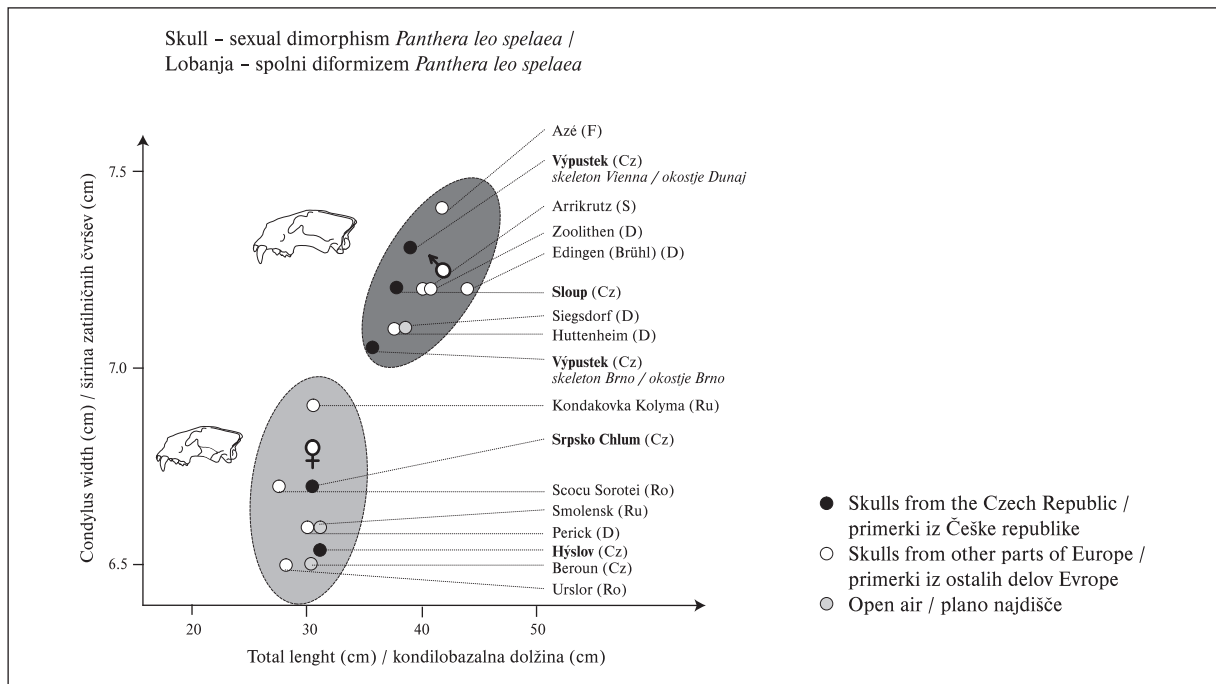 Skull – sexual dimorphism Panthera leo spelaea /
Lobanja – spolni diformizem Panthera leo spelaea
Condylus width (cm) / širina zatilničnih čvršev (cm)
7.5
7.0
6.5
Azé (F)
Výpustek (Cz)
skeleton Vienna / okostje Dunaj
Arrikrutz (S)
Zoolithen (D)
Edingen (Brühl) (D)
Sloup (Cz)
Siegsdorf (D)
Huttenheim (D)
Výpustek (Cz)
skeleton Brno / okostje Brno
Kondakovka Kolyma (Ru)
Srpsko Chlum (Cz)
Scocu Sorotei (Ro)
Smolensk (Ru)
Perick (D)
Hýslov (Cz)
Beroun (Cz)
Urslor (Ro)
20 30 40 50
Total lenght (cm) / kondilobazalna dolžina (cm)
Skulls from the Czech Republic /
primerki iz Češke republike
Skulls from other parts of Europe /
primerki iz ostalih delov Evrope
Open air / plano najdišče